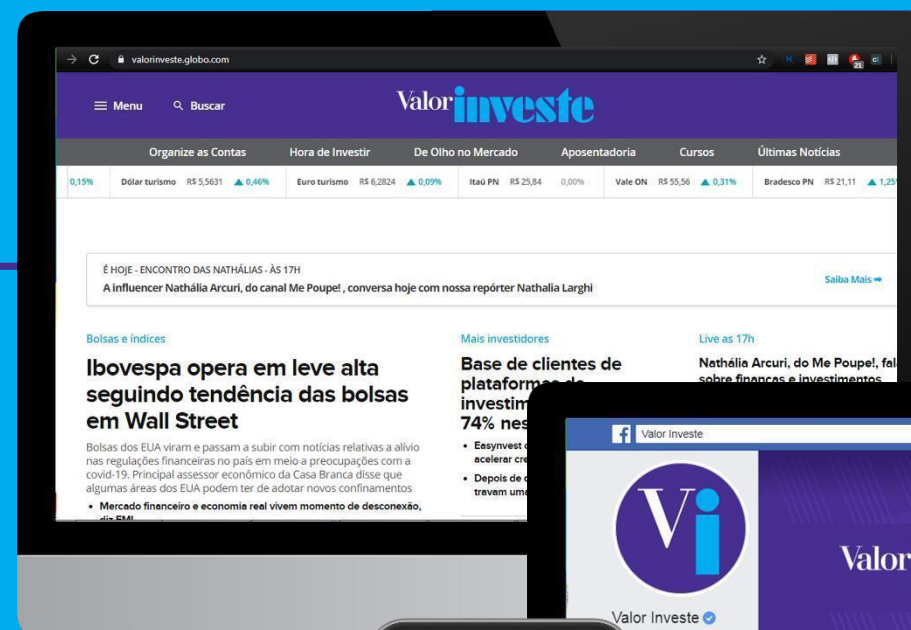 valorinveste.globo.com
21
Menu
Buscar
Valor investe
Organize as Contas Hora de Investir De Olho no Mercado Aposentadoria Cursos Últimas Notícias
0,15% Dólar turismo R$ 5,5631 0,46% Euro turismo R$ 6,2824 0,09% Itaú PN R$ 25,84 0,00% Vale ON R$ 55,56 0,31% Bradesco PN R$ 21,11
É HOJE - ENCONTRO DAS NATHÁLIAS - ÀS 17H
A influencer Nathália Arcuri, do canal Me Poupe! , conversa hoje com nossa repórter Nathalia Larghi
Saiba Mais
Bolsas e índices
Ibovespa opera em leve alta
seguindo tendência das bolsas
em Wall Street
Bolsas dos EUA viram e passam a subir com notícias relativas a alívio
nas regulações financeiras no país em meio a preocupações com a
covid-19. Principal assessor econômico da Casa Branca disse que
algumas áreas dos EUA podem ter de adotar novos confinamentos
• Mercado financeiro e economia real vivem momento de desconexão,
diz FMI
Mais investidores
Base de clientes de
plataformas de
74%
• Easynvest
acelerar
• Depois de
travam
Live as 17h
Nathália Arcuri, do Me Poupe!,
sobre finanças e investimentos
Valor Investe
Vi
Valor
Valor Investe